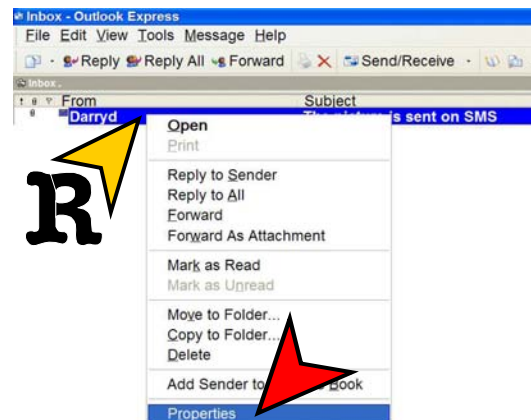 Inbox - Outlook Express
File Edit View Tools Message Help
Reply Reply All Forward Send/Receive
Inbox.
! From Subject
Darryd is sent on SMS
Open
Print
Reply to Sender
Reply to All
Forward
Forward As Attachment
R
Mark as Read
Mark as Unread
Move to Folder...
Copy to Folder...
Delete
Add Sender to Book
Properties